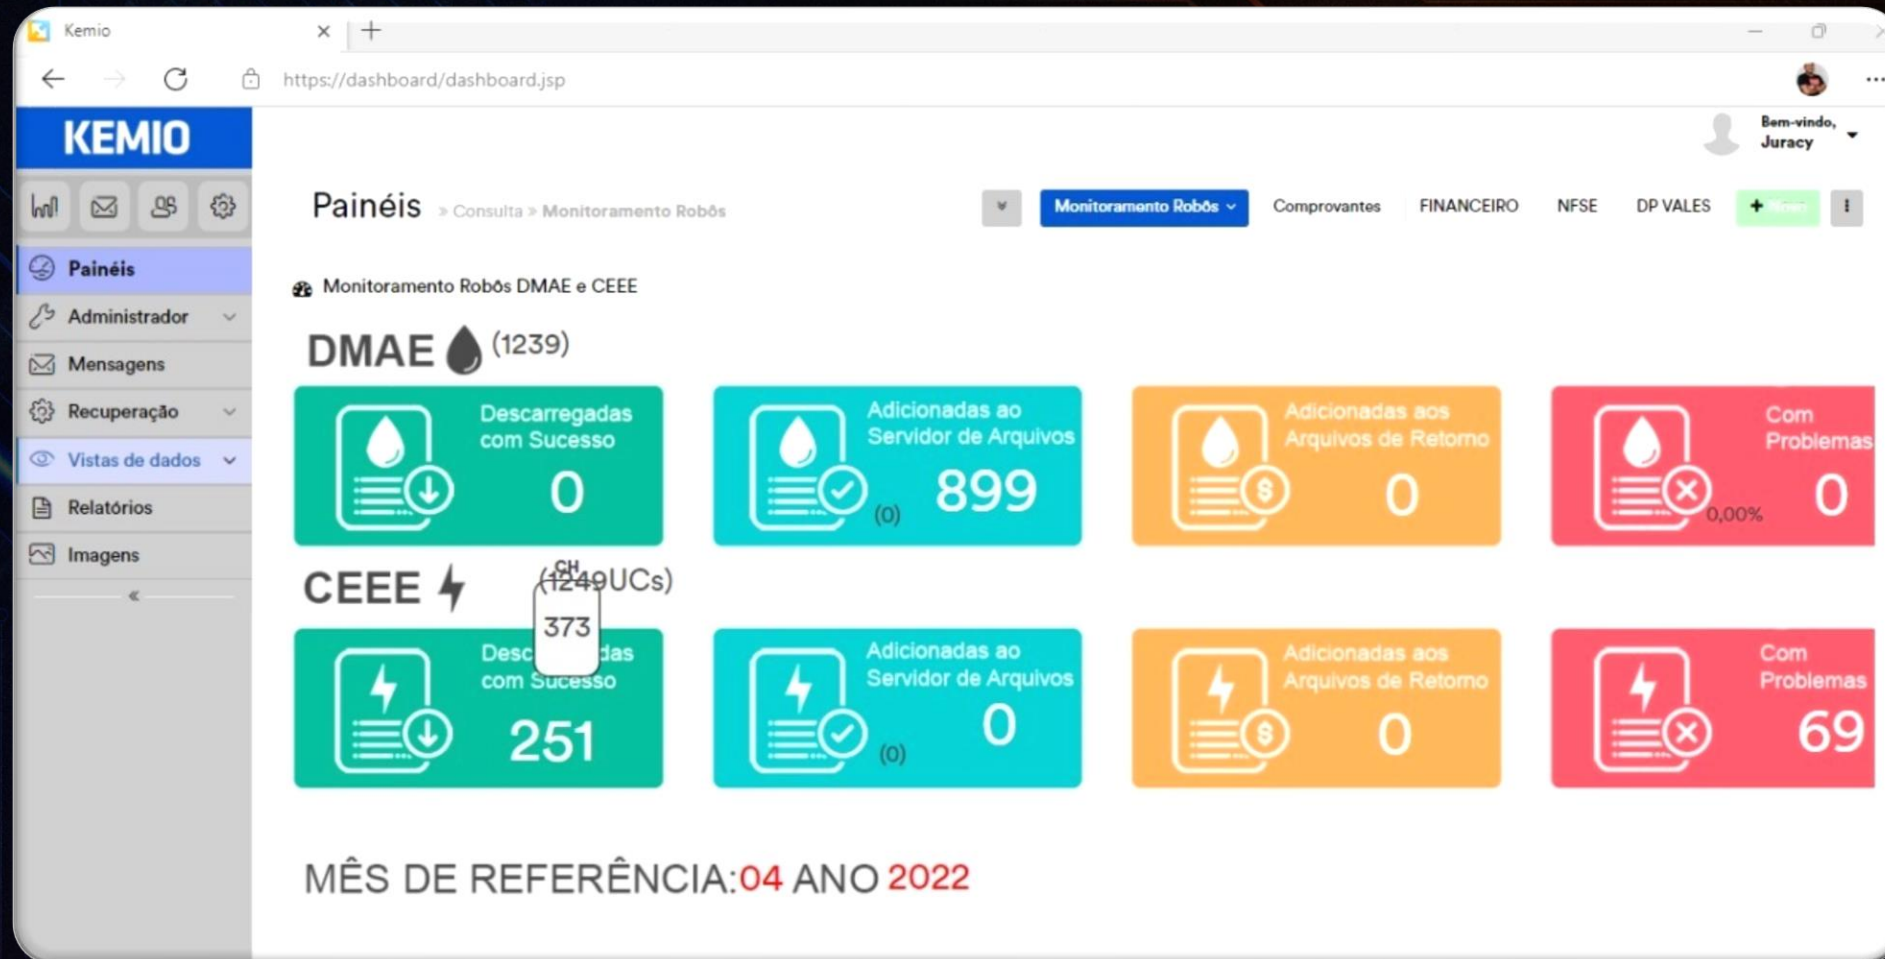 Kemio
https://dashboard/dashboard.jsp
KEMIO
Bem-vindo,
Juracy
Painéis » Consulta » Monitoramento Robôs
Monitoramento Robôs
Comprovantes
FINANCEIRO
NFSE
DP VALES
+
Painéis
Administrador
Mensagens
Recuperação
Vistas de dados
Relatórios
Imagens
«
Monitoramento Robôs DMAE e CEEE
DMAE (1239)
Descarregadas
com Sucesso
0
Adicionadas ao
Servidor de Arquivos
(0) 899
Adicionadas aos
Arquivos de Retorno
0
Com
Problemas
0,00% 0
CEEE (1249UCs)
CH
373
com Sucesso
251
Adicionadas ao
Servidor de Arquivos
(0) 0
Adicionadas aos
Arquivos de Retorno
0
Com
Problemas
69
MÊS DE REFERÊNCIA:04 ANO 2022